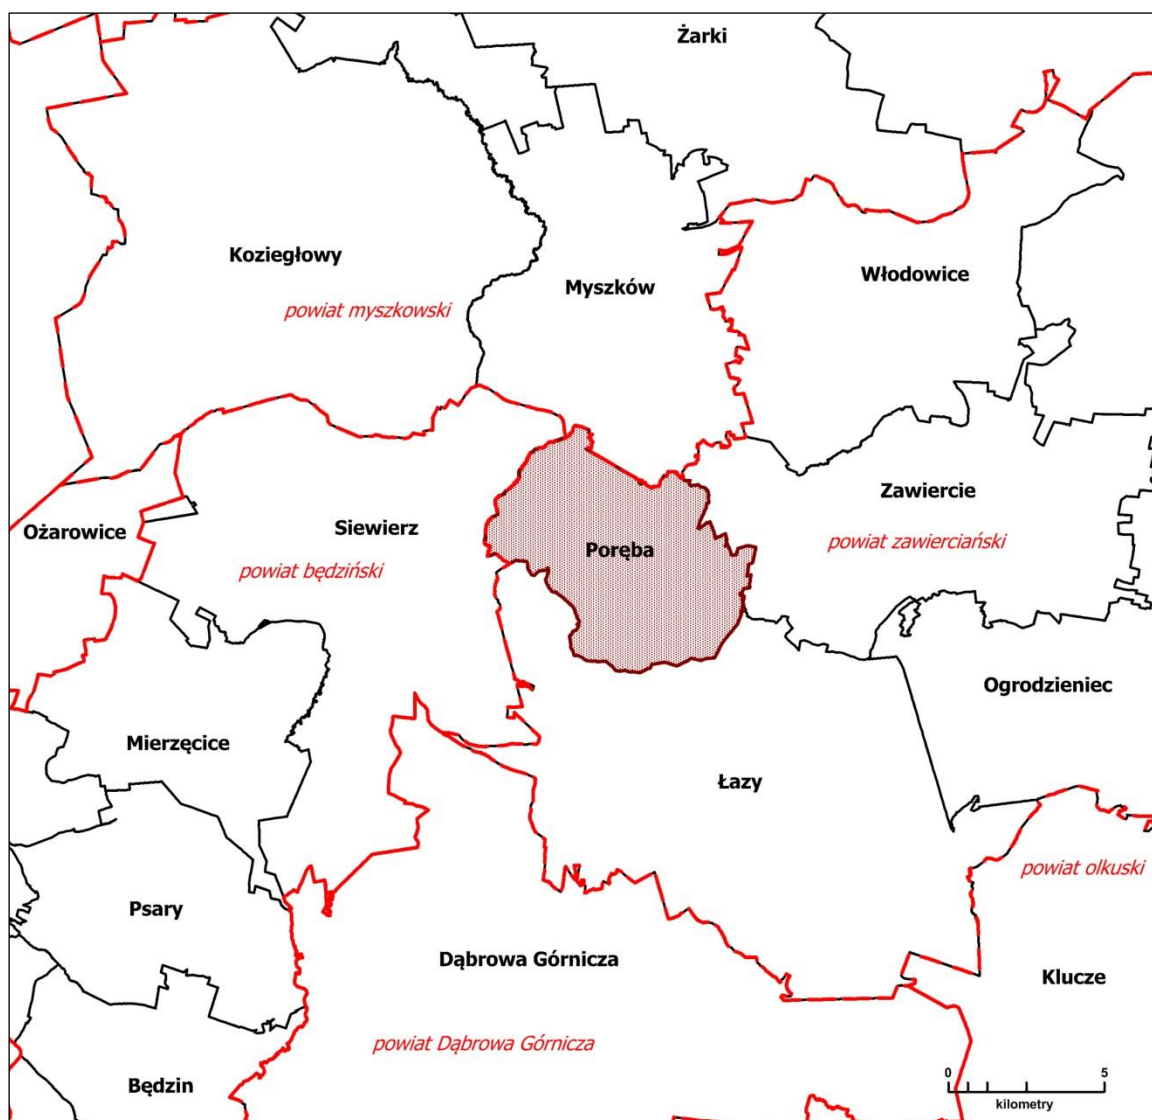 Żarki
Koziegłowy
Myszków
Włodowice
powiat myszkowski
Zawiercie
Ożarowice
Siewierz
Poręba
powiat zawierciański
powiat będziński
Ogrodzieniec
Mierzęcice
Łazy
powiat olkuski
Psary
Dąbrowa Górnicza
Klucze
powiat Dąbrowa Górnicza
Będzin
0 5
kilometry